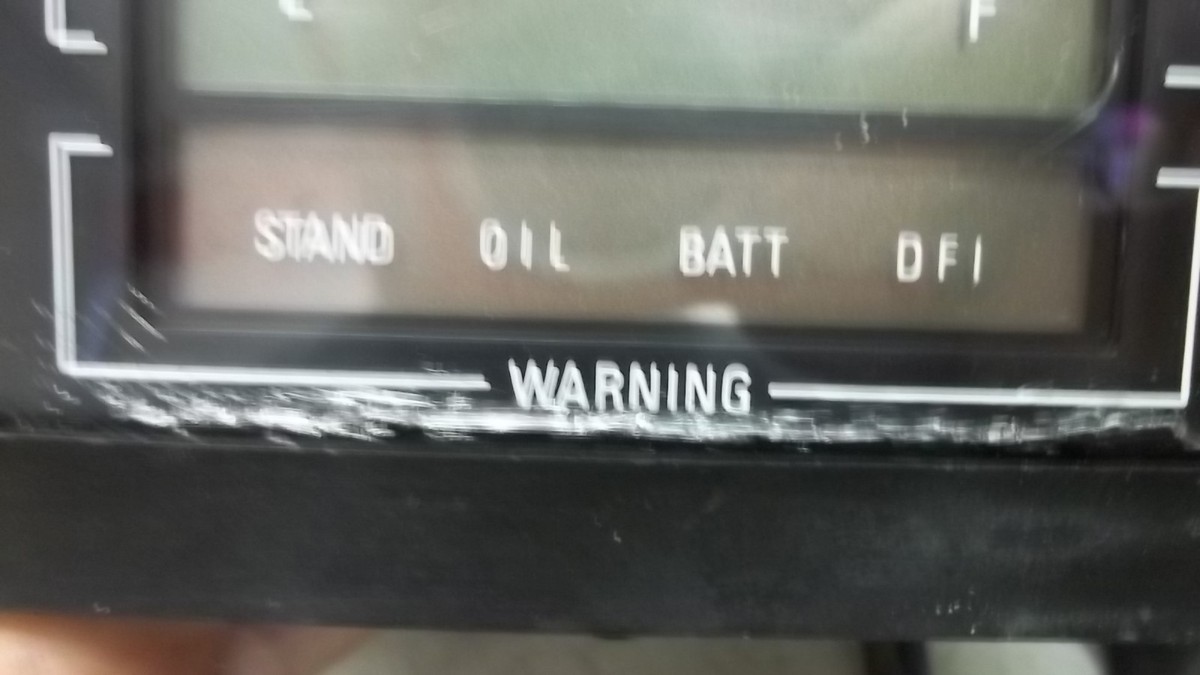 E F
STAND OIL BATT DFI
WARNING